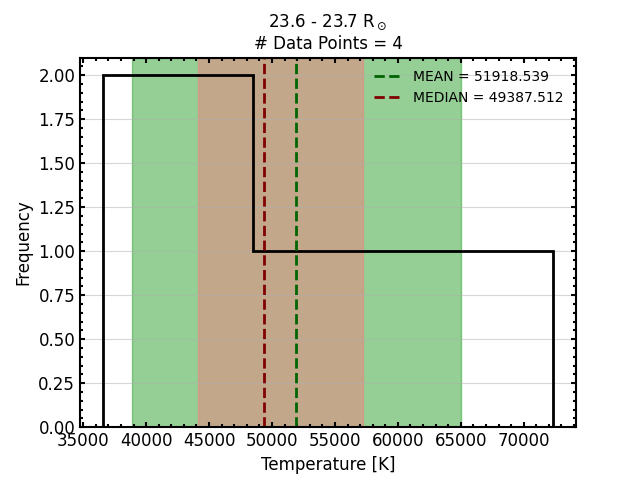 23.6 - 23.7 R⊙
# Data Points = 4
MEAN = 51918.539
MEDIAN = 49387.512
2.00
1.75
1.50
1.25
1.00
0.75
0.50
0.25
0.00
Frequency
35000 40000 45000 50000 55000 60000 65000 70000
Temperature [K]